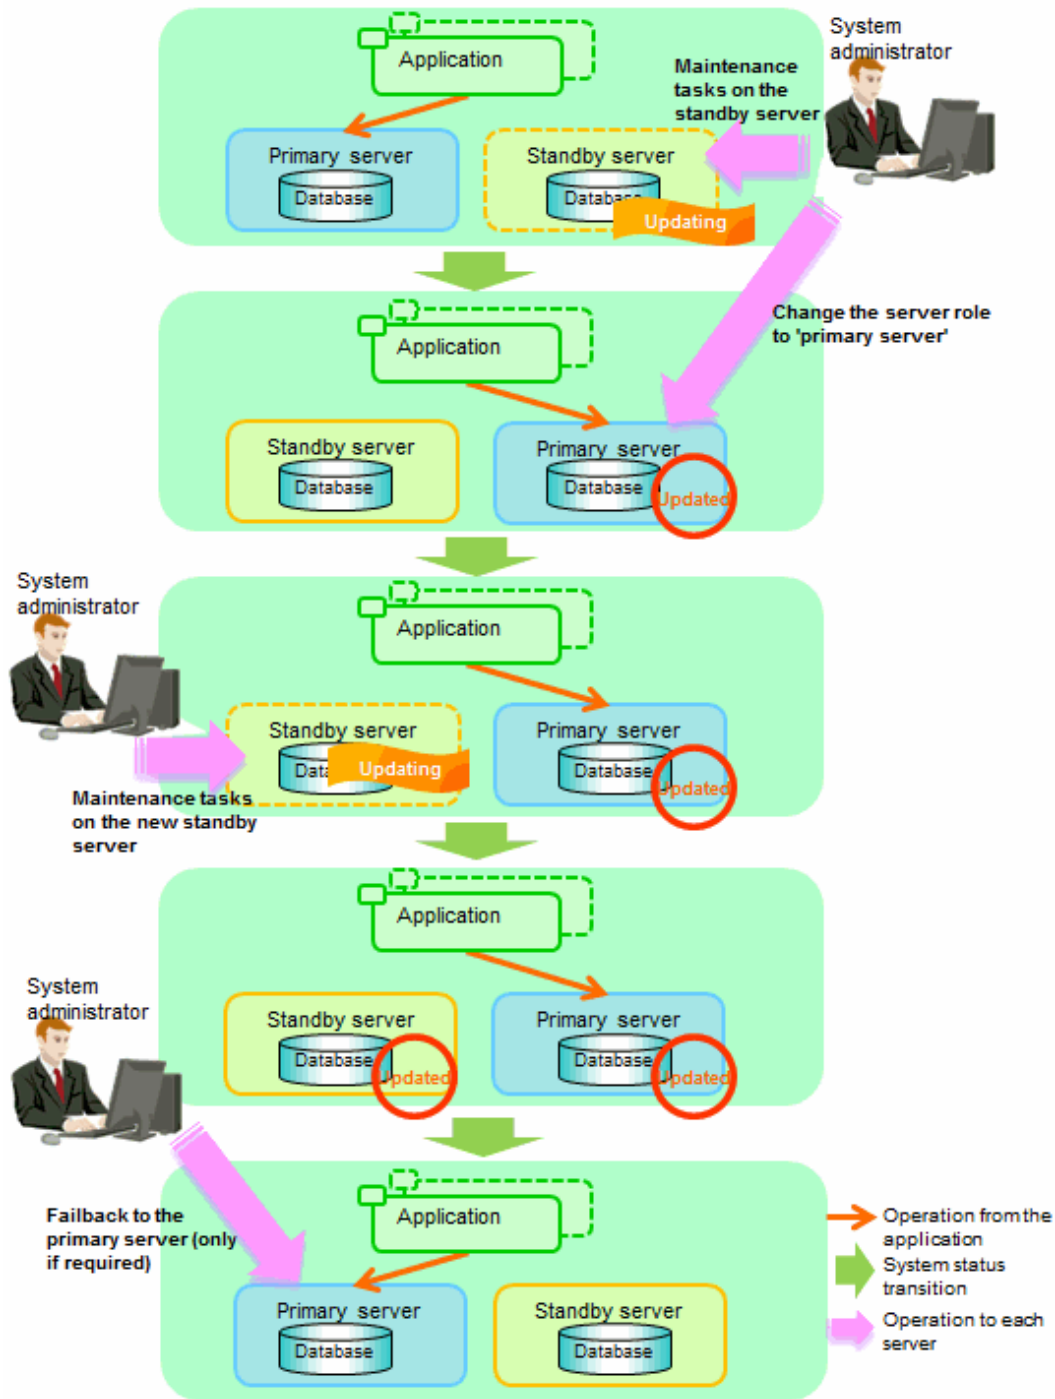 System
administrator
Application
Maintenance
tasks on the
standby server
Primary server
Database
Standby server
Database
Updating
Application
Change the server role
to 'primary server'
Standby server
Database
Primary server
Database
Updated
System
administrator
Application
Standby server
Data
Updating
Primary server
Database
Updated
Maintenance tasks
on the new standby
server
Application
System
administrator
Standby server
Database
Updated
Primary server
Database
Updated
Failback to the
primary server (only
if required)
Application
Primary server
Database
Standby server
Database
Operation from the
application
System status
transition
Operation to each
server